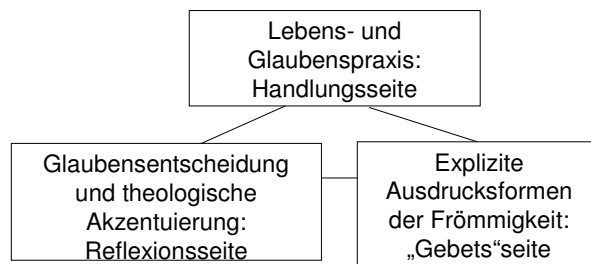 Lebens- und
Glaubenspraxis:
Handlungsseite
Glaubensentscheidung
und theologische
Akzentuierung:
Reflexionsseite
Explizite
Ausdrucksformen
der Frömmigkeit:
„Gebets“seite